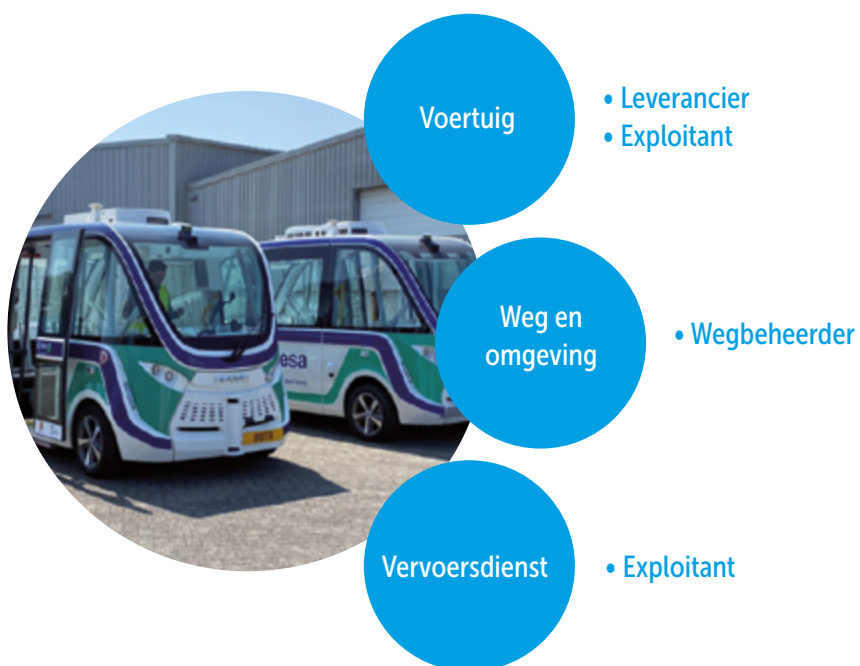 Voertuig
• Leverancier
• Exploitant
Weg en
omgeving
• Wegbeheerder
esa
Vervoersdienst
• Exploitant